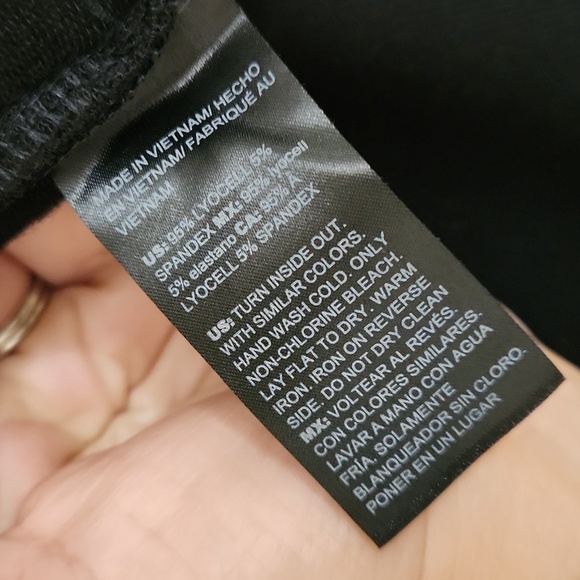 MADE IN VIETNAM/ HECHO
EN VIETNAM/ FABRIQUÉ AU
VIETNAM
US: 95% LYOCELL 5%
SPANDEX MX: 95% lyocell
5% elastano CA: 95% A
LYOCELL 5% SPANDEX
US: TURN INSIDE OUT.
WITH SIMILAR COLORS.
HAND WASH COLD. ONLY
NON-CHLORINE BLEACH.
LAY FLAT TO DRY. WARM
IRON. IRON ON REVERSE
SIDE. DO NOT DRY CLEAN
MX: VOLTEAR AL REVÉS.
CON COLORES SIMILARES.
LAVAR A MANO CON AGUA
FRÍA. SOLAMENTE
BLANQUEADOR SIN CLORO.
PONER EN UN LUGAR